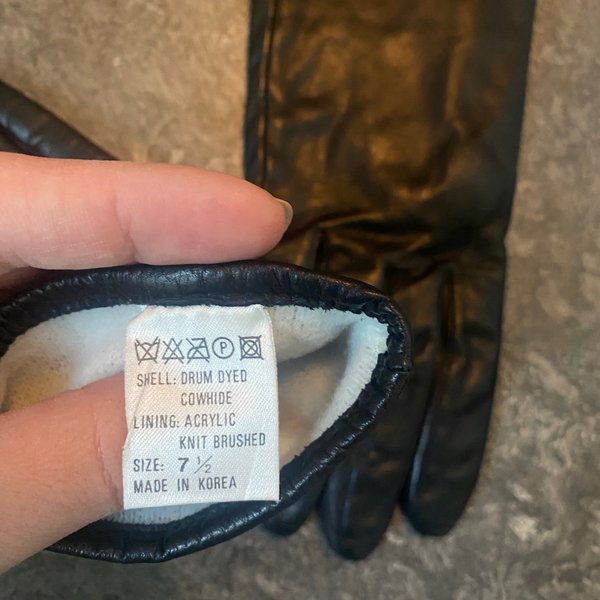 P
SHELL: DRUM DYED
COWHIDE
LINING: ACRYLIC
KNIT BRUSHED
SIZE: 7 1/2
MADE IN KOREA